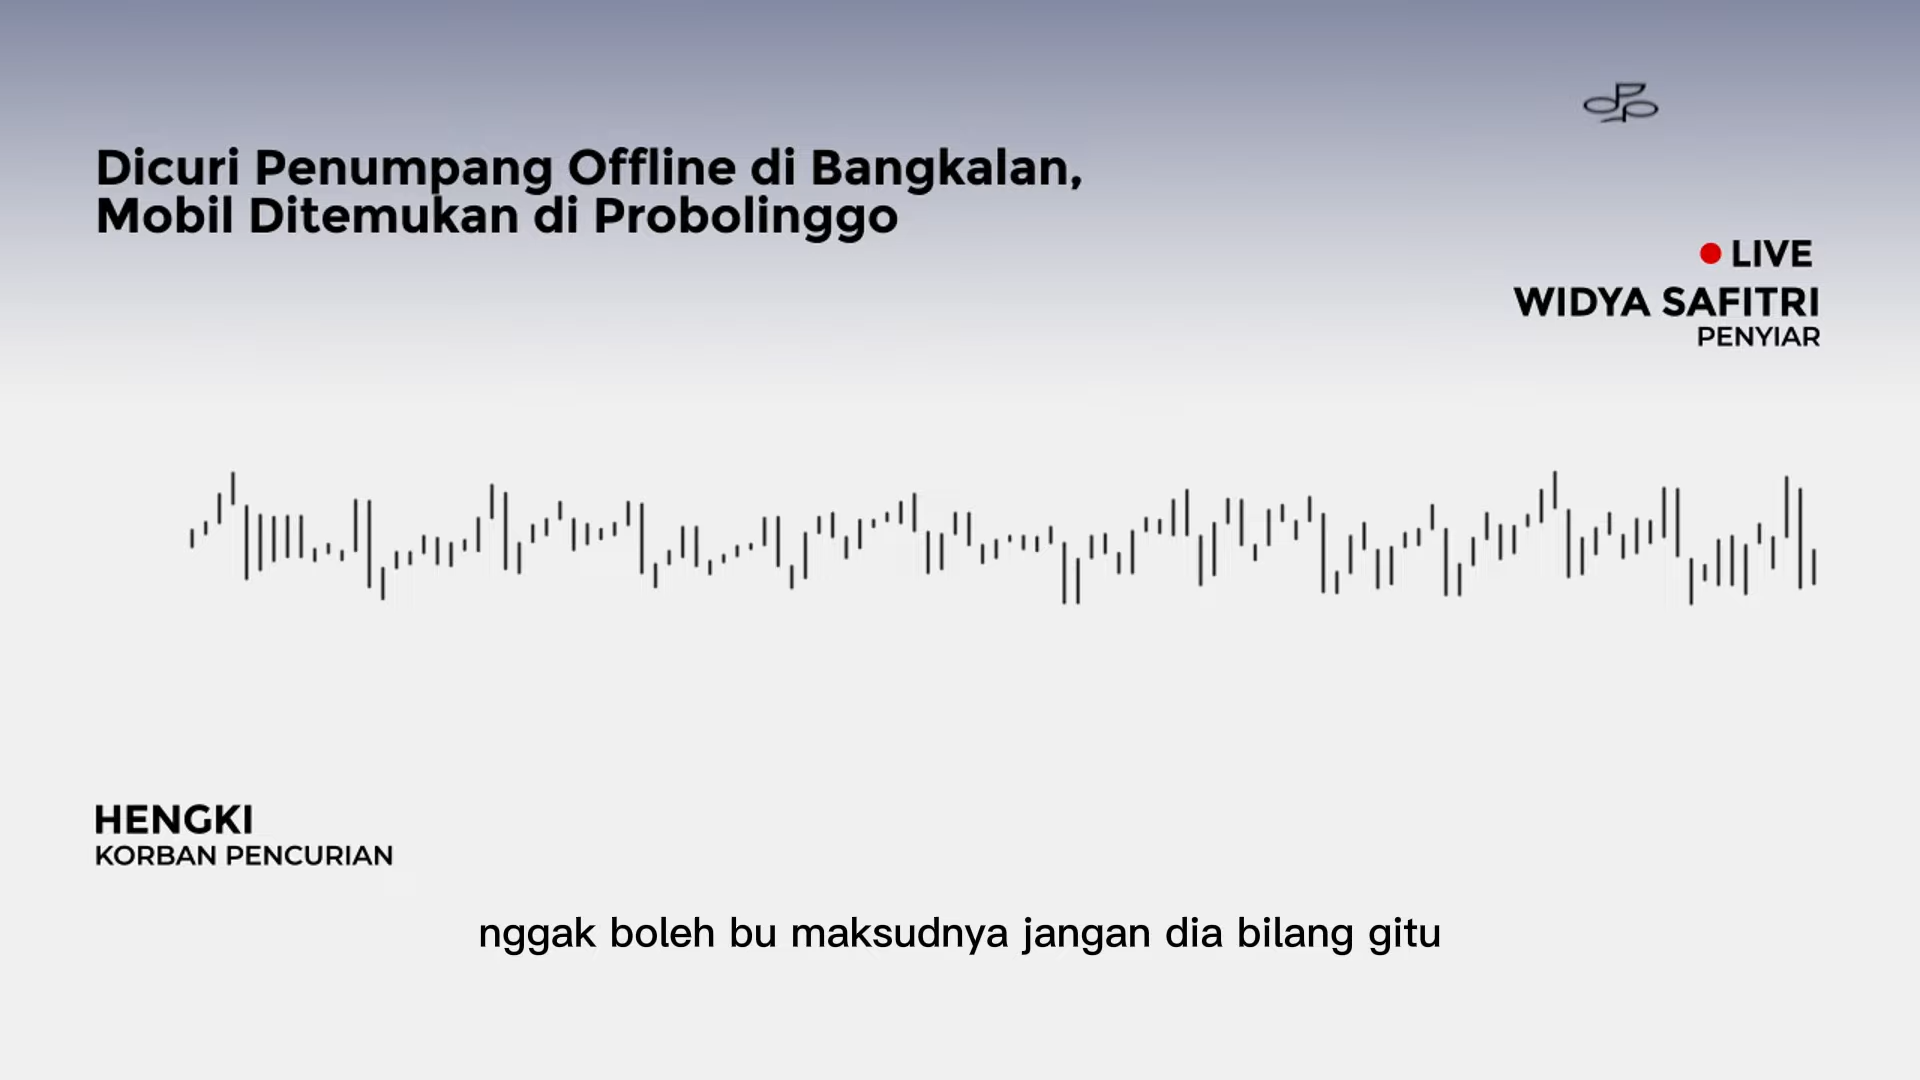 Dicuri Penumpang Offline di Bangkalan,
Mobil Ditemukan di Probolinggo
LIVE
WIDYA SAFITRI
PENYIAR
HENGKI
KORBAN PENCURIAN
nggak boleh bu maksudnya jangan dia bilang gitu